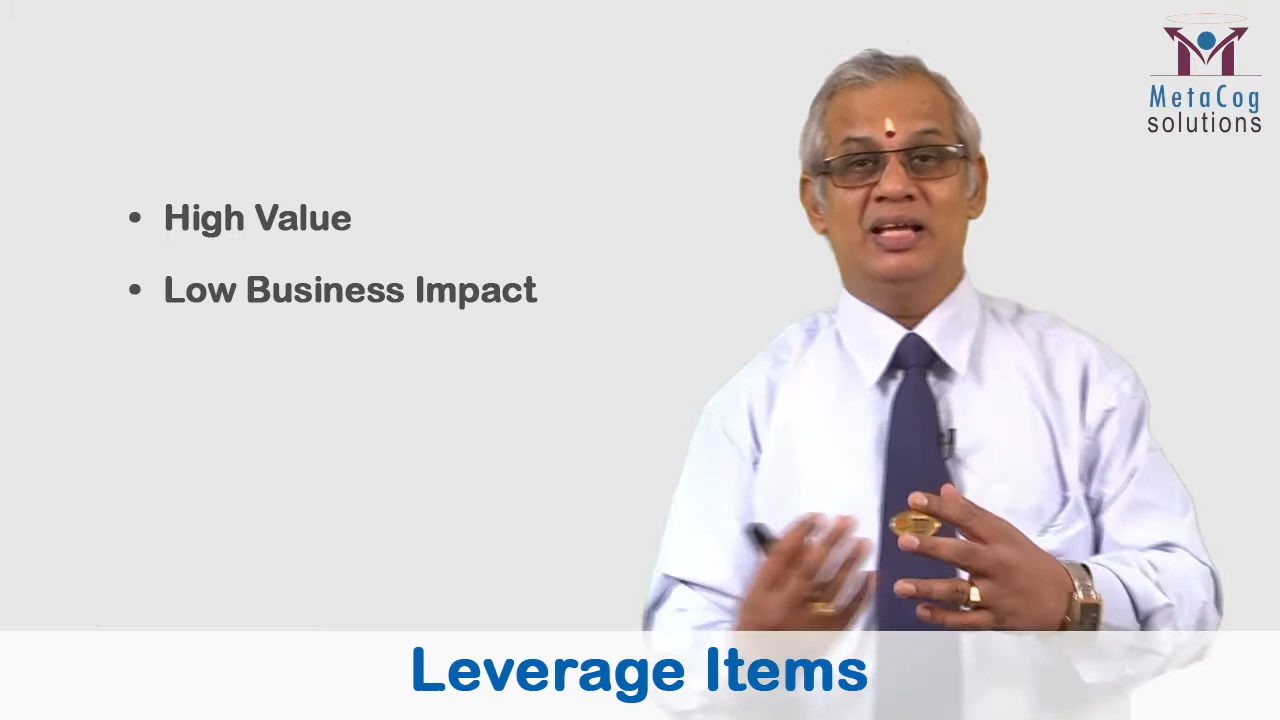 MetaCog
solutions
• High Value
• Low Business Impact
Leverage Items